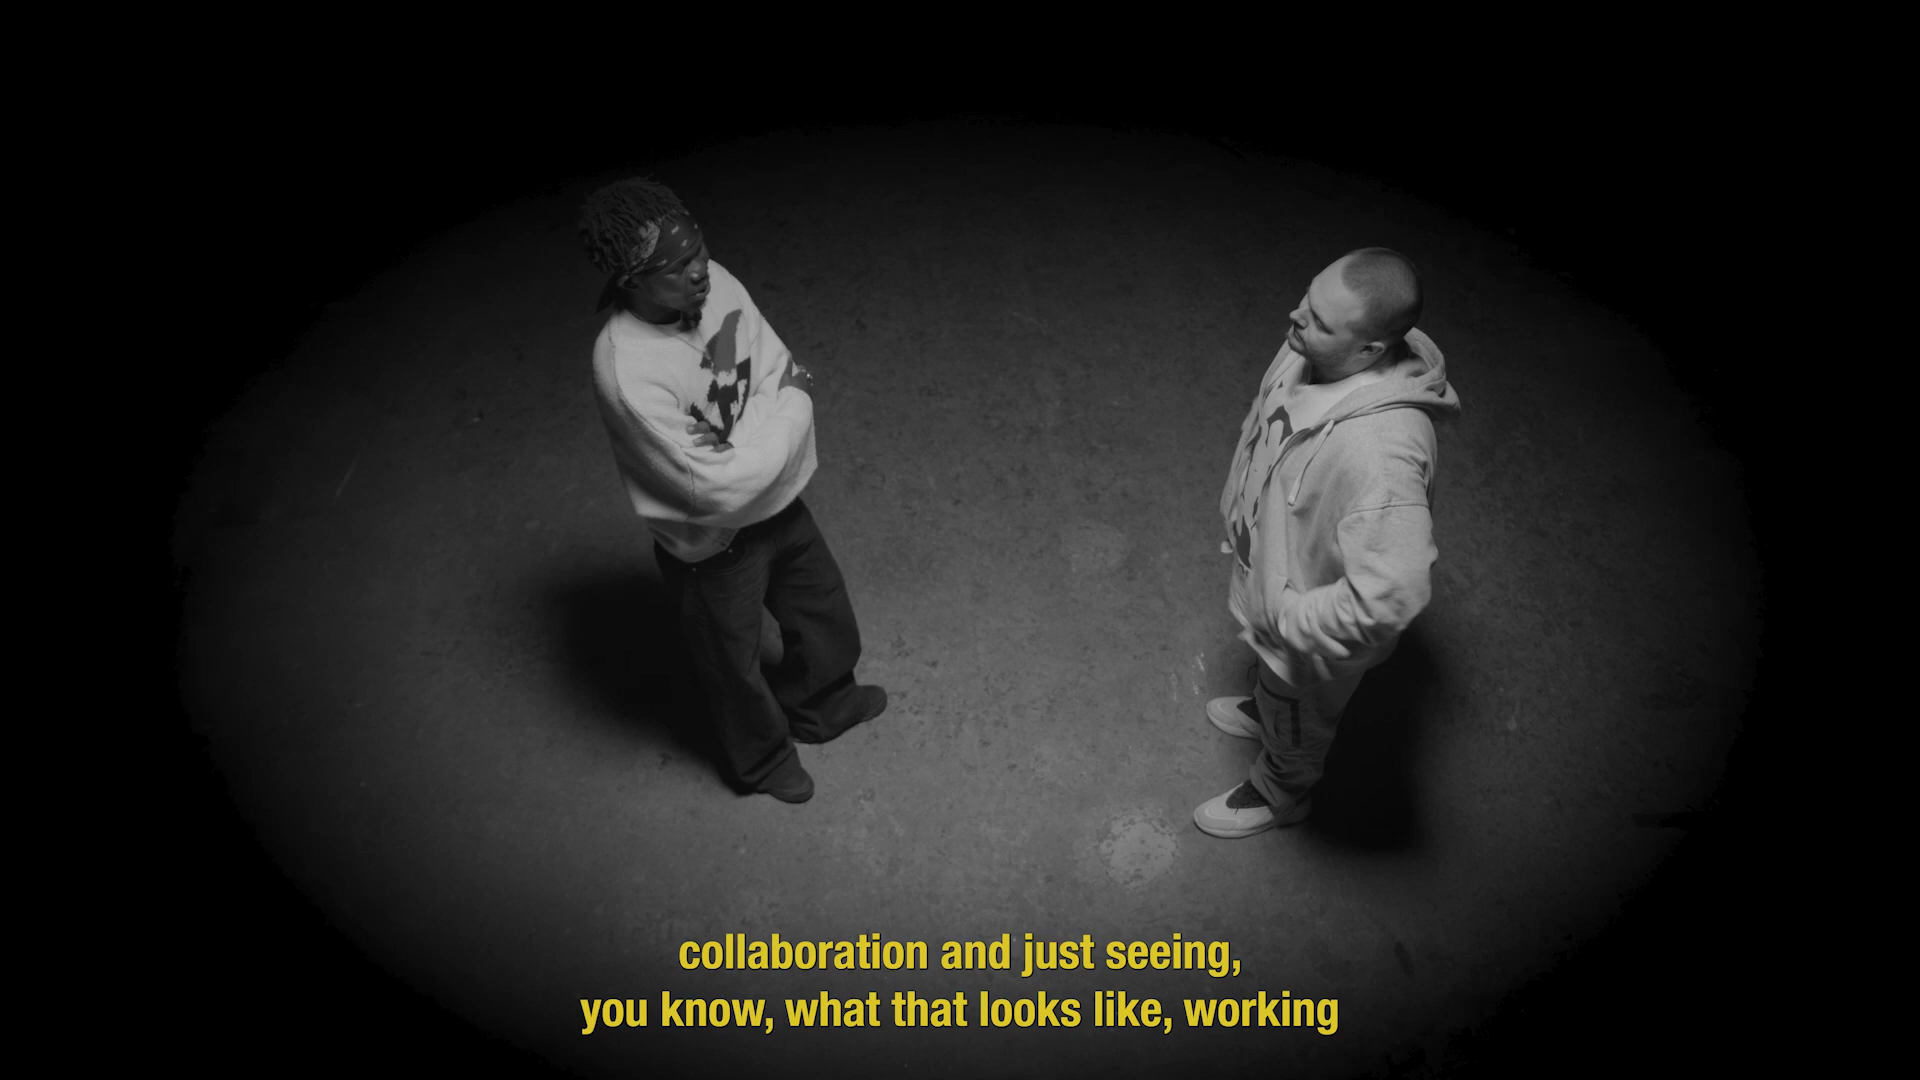 collaboration and just seeing,
you know, what that looks like, working